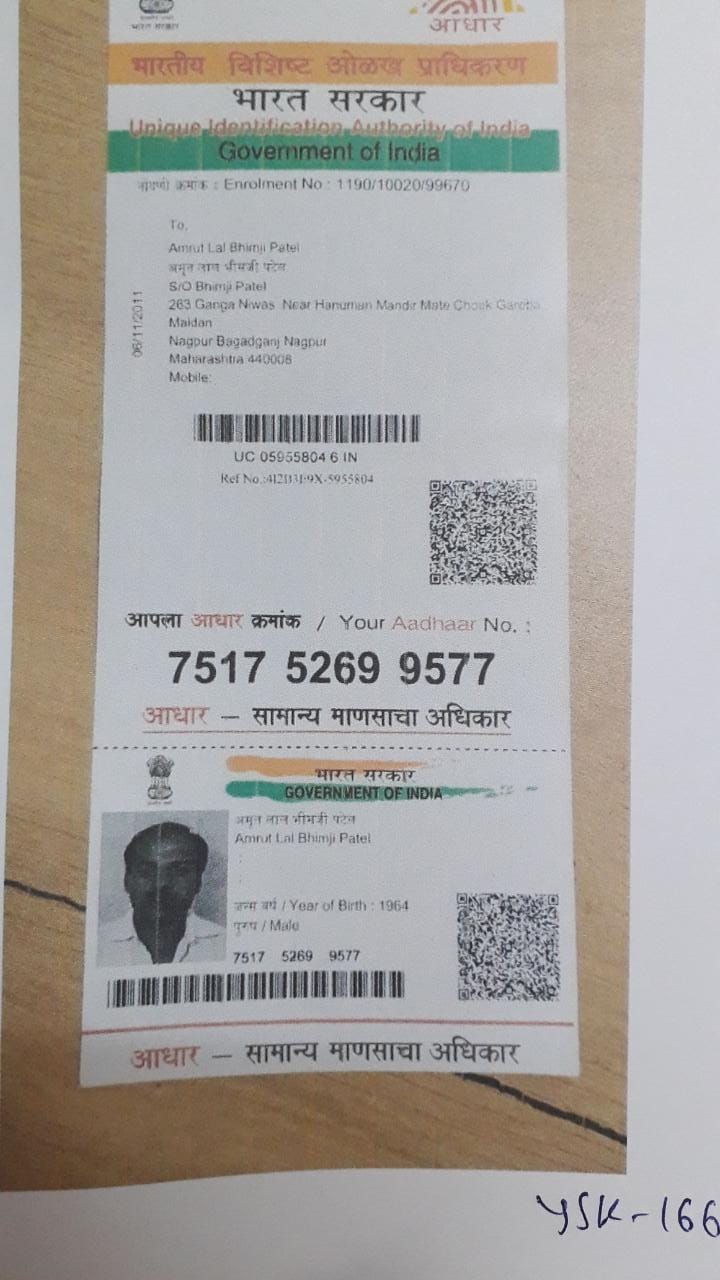 भारत सरकार
आधार
भारतीय विशिष्ट ओळख प्राधिकरण
भारत सरकार
Unique Identification Authority of India
Government of India
नोंदणी क्रमांक : Enrolment No : 1190/10020/99670
To,
Amrut Lal Bhimji Patel
अमृत लाल भीमजी पटेल
S/O Bhimji Patel
263 Ganga Niwas Near Hanuman Mandir Mate Chouk Garoba
Maidan
Nagpur Bagadganj Nagpur
Maharashtra 440008
Mobile:
06/11/2011
UC 05955804 6 IN
Ref No.: -5955804
आपला आधार क्रमांक / Your Aadhaar No. :
7517 5269 9577
आधार – सामान्य माणसाचा अधिकार
भारत सरकार
GOVERNMENT OF INDIA
अमृत लाल भीमजी पटेल
Amrut Lal Bhimji Patel
जन्म वर्ष / Year of Birth : 1964
पुरुष / Male
7517 5269 9577
आधार – सामान्य माणसाचा अधिकार
YSK-166